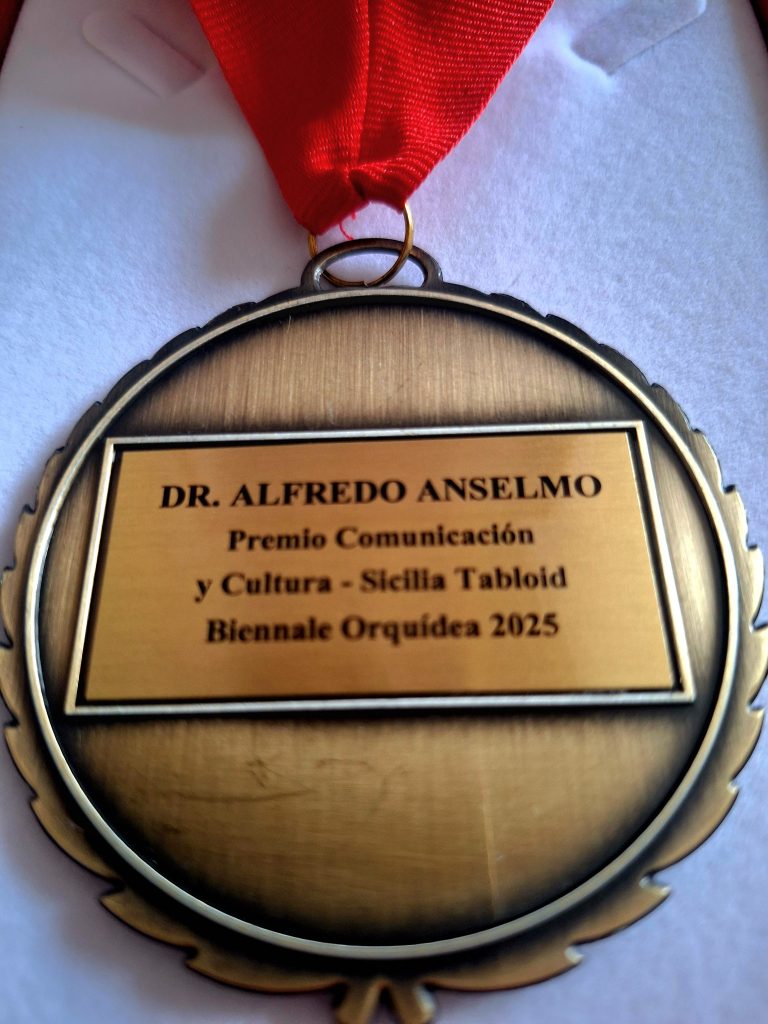 DR. ALFREDO ANSELMO
Premio Comunicación
y Cultura - Sicilia Tabloid
Biennale Orquídea 2025